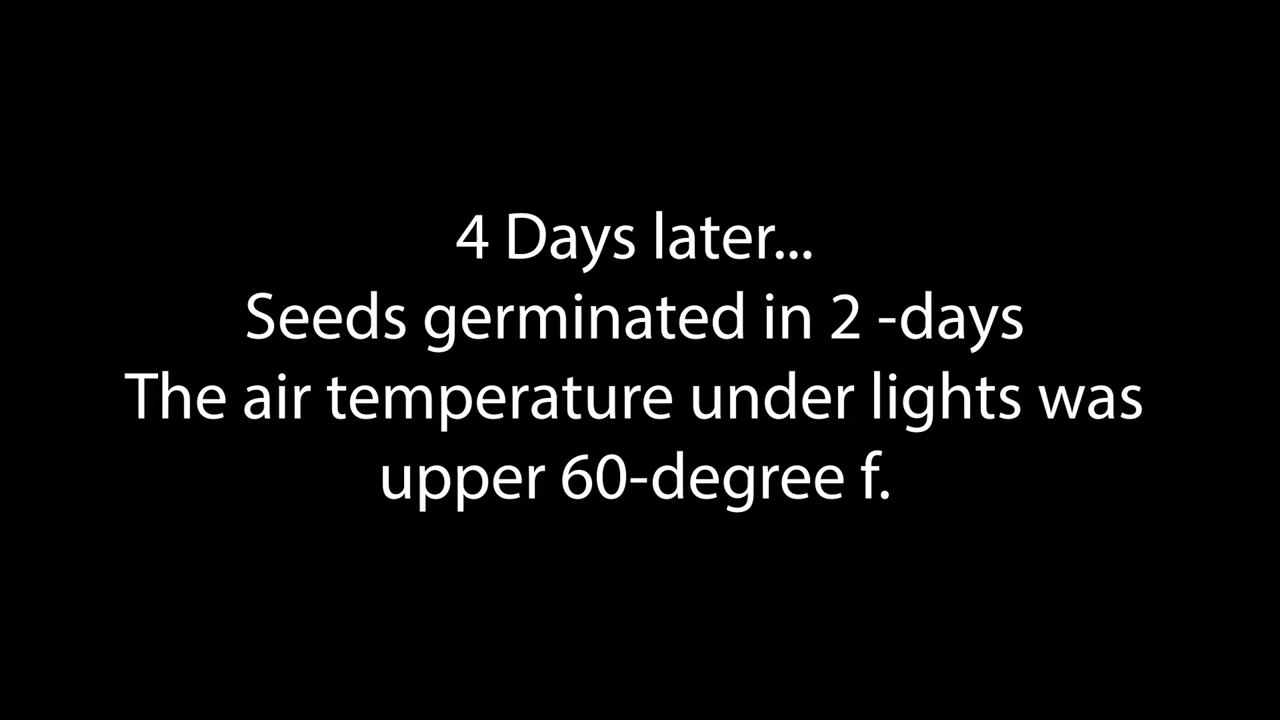 4 Days later...
Seeds germinated in 2 -days
The air temperature under lights was
upper 60-degree f.